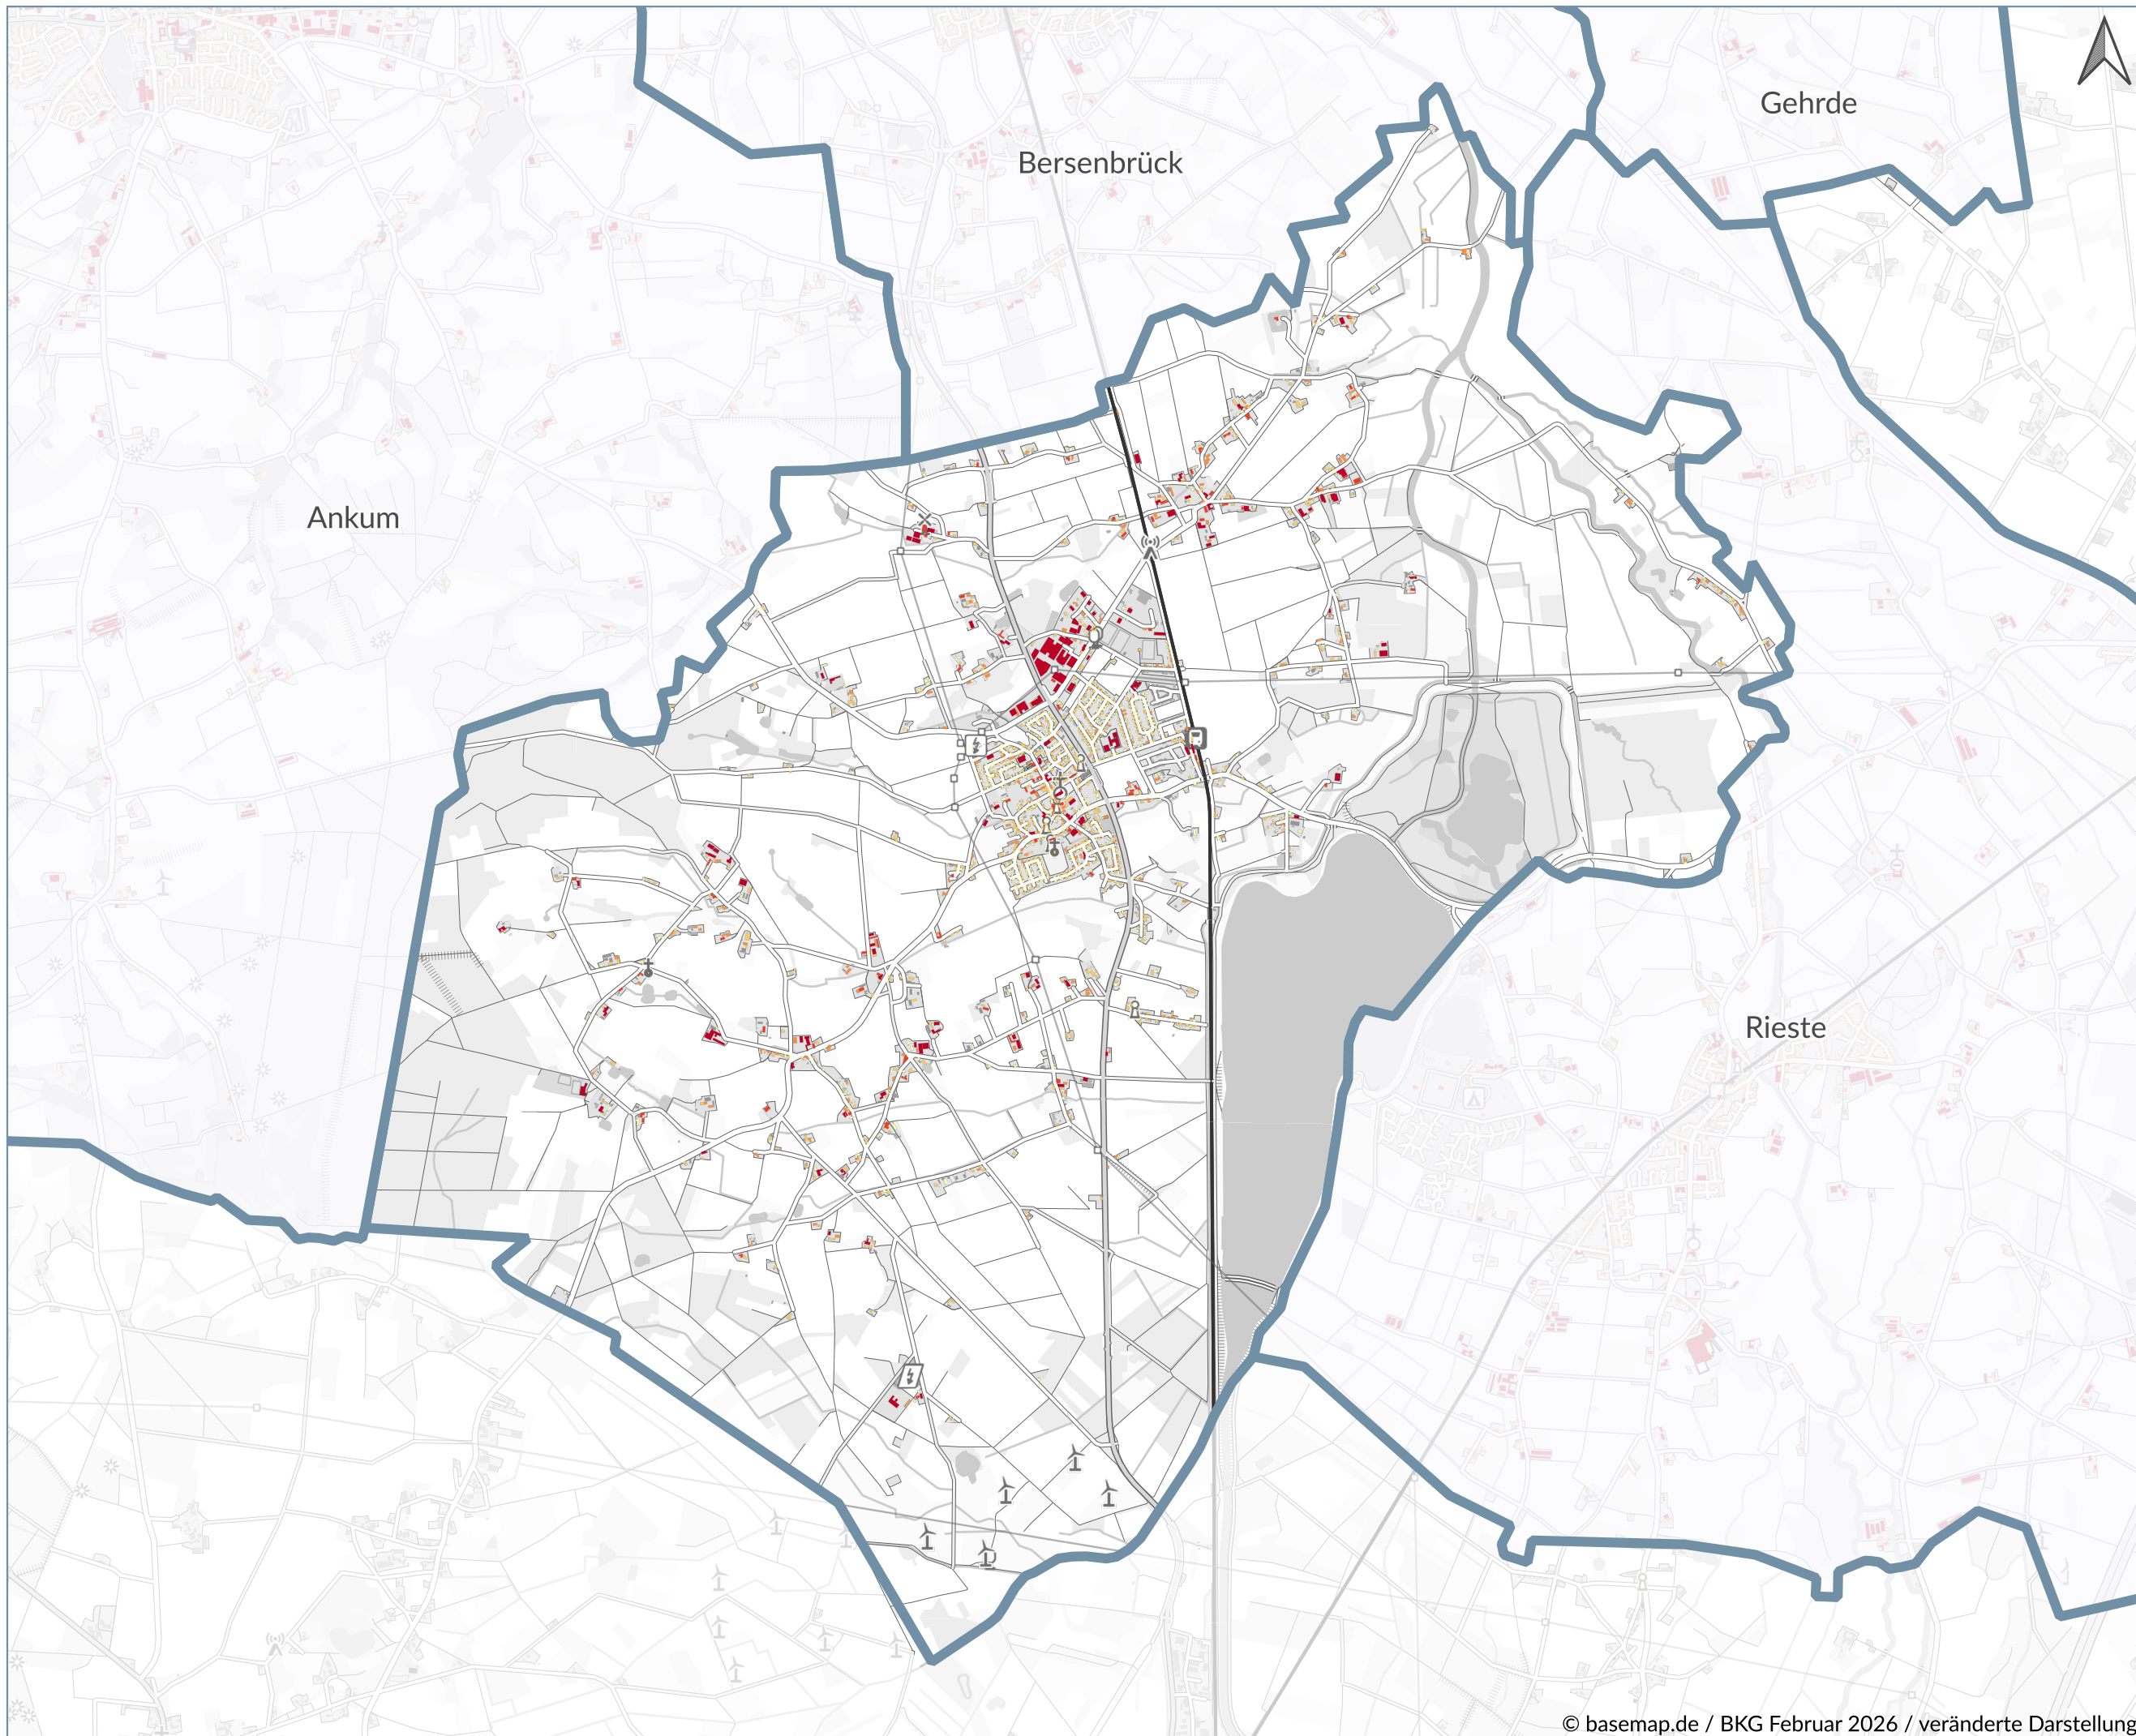 Gehrde
Bersenbrück
Ankum
Rieste
© basemap.de / BKG Februar 2026 / veränderte Darstellung